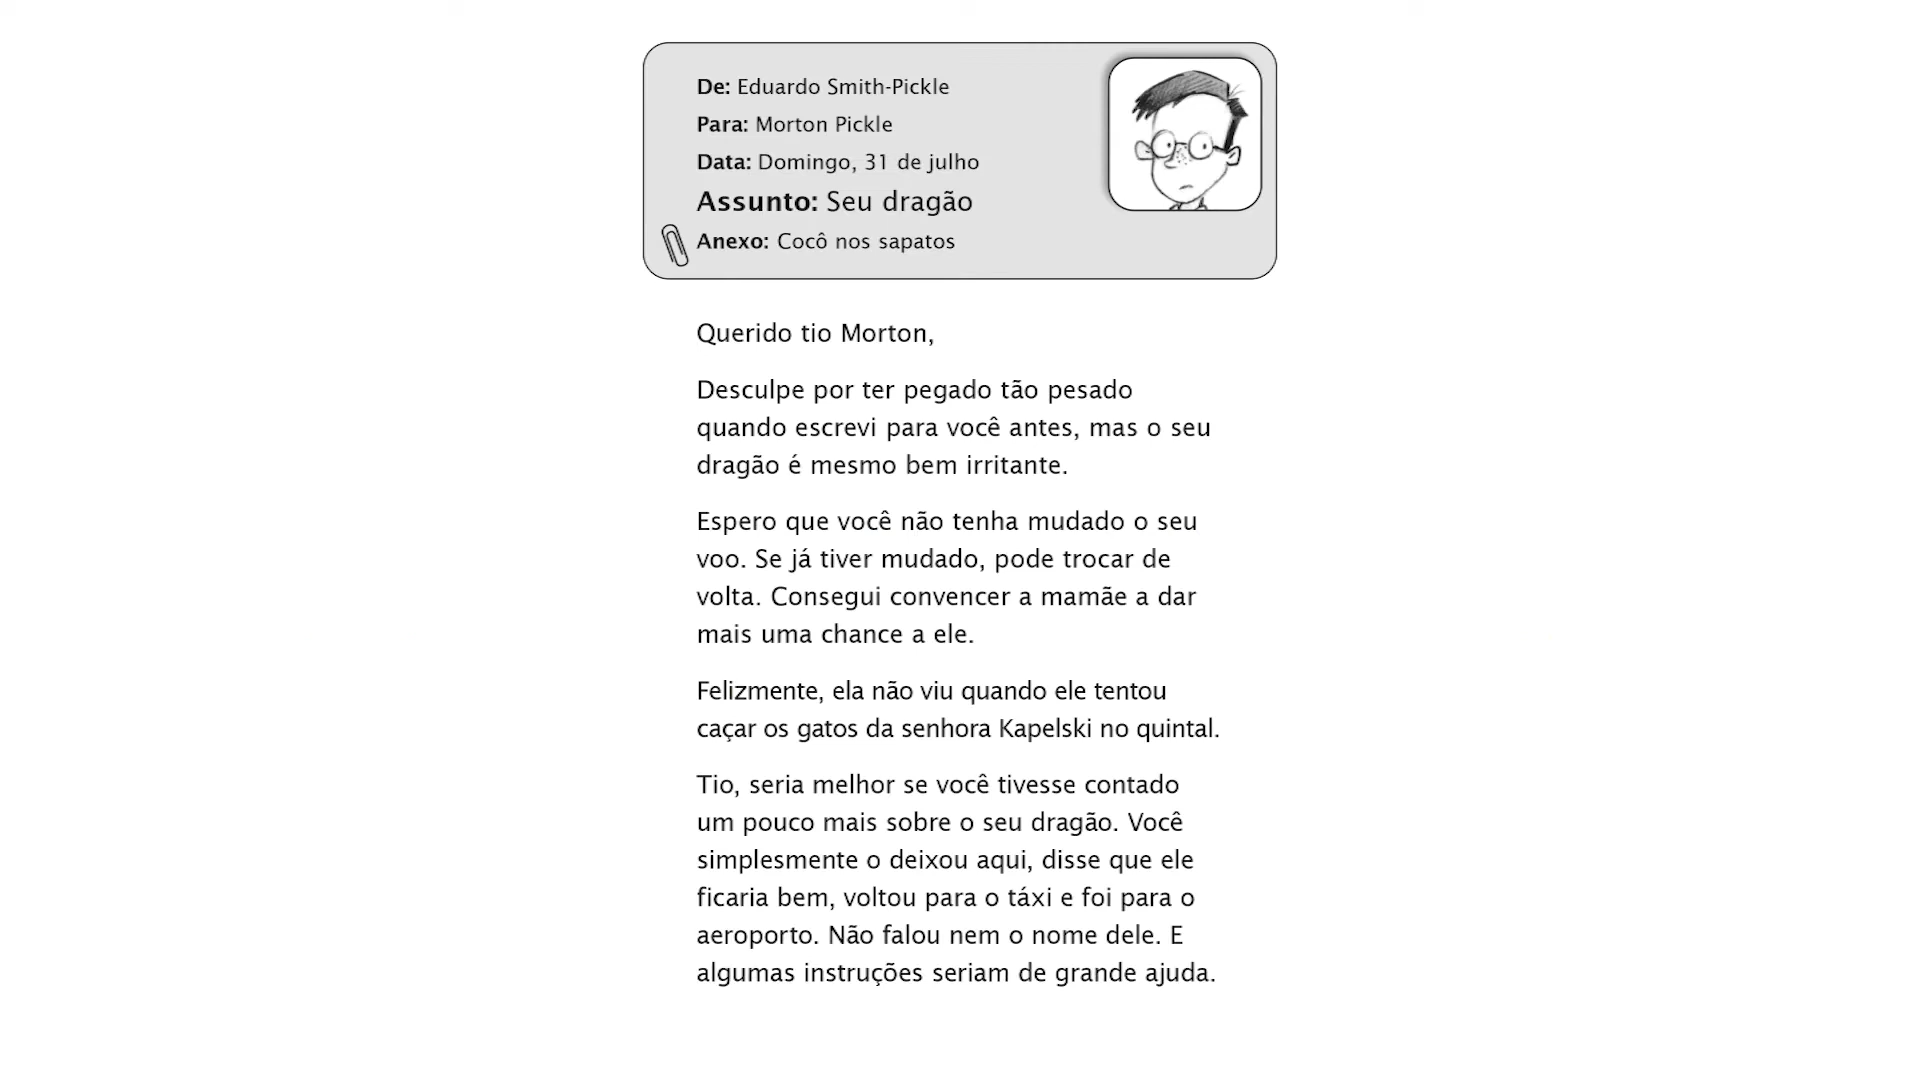 De: Eduardo Smith-Pickle
Para: Morton Pickle
Data: Domingo, 31 de julho
Assunto: Seu dragão
Anexo: Cocô nos sapatos
Querido tio Morton,
Desculpe por ter pegado tão pesado
quando escrevi para você antes, mas o seu
dragão é mesmo bem irritante.
Espero que você não tenha mudado o seu
voo. Se já tiver mudado, pode trocar de
volta. Consegui convencer a mamãe a dar
mais uma chance a ele.
Felizmente, ela não viu quando ele tentou
caçar os gatos da senhora Kapelski no quintal.
Tio, seria melhor se você tivesse contado
um pouco mais sobre o seu dragão. Você
simplesmente o deixou aqui, disse que ele
ficaria bem, voltou para o táxi e foi para o
aeroporto. Não falou nem o nome dele. E
algumas instruções seriam de grande ajuda.